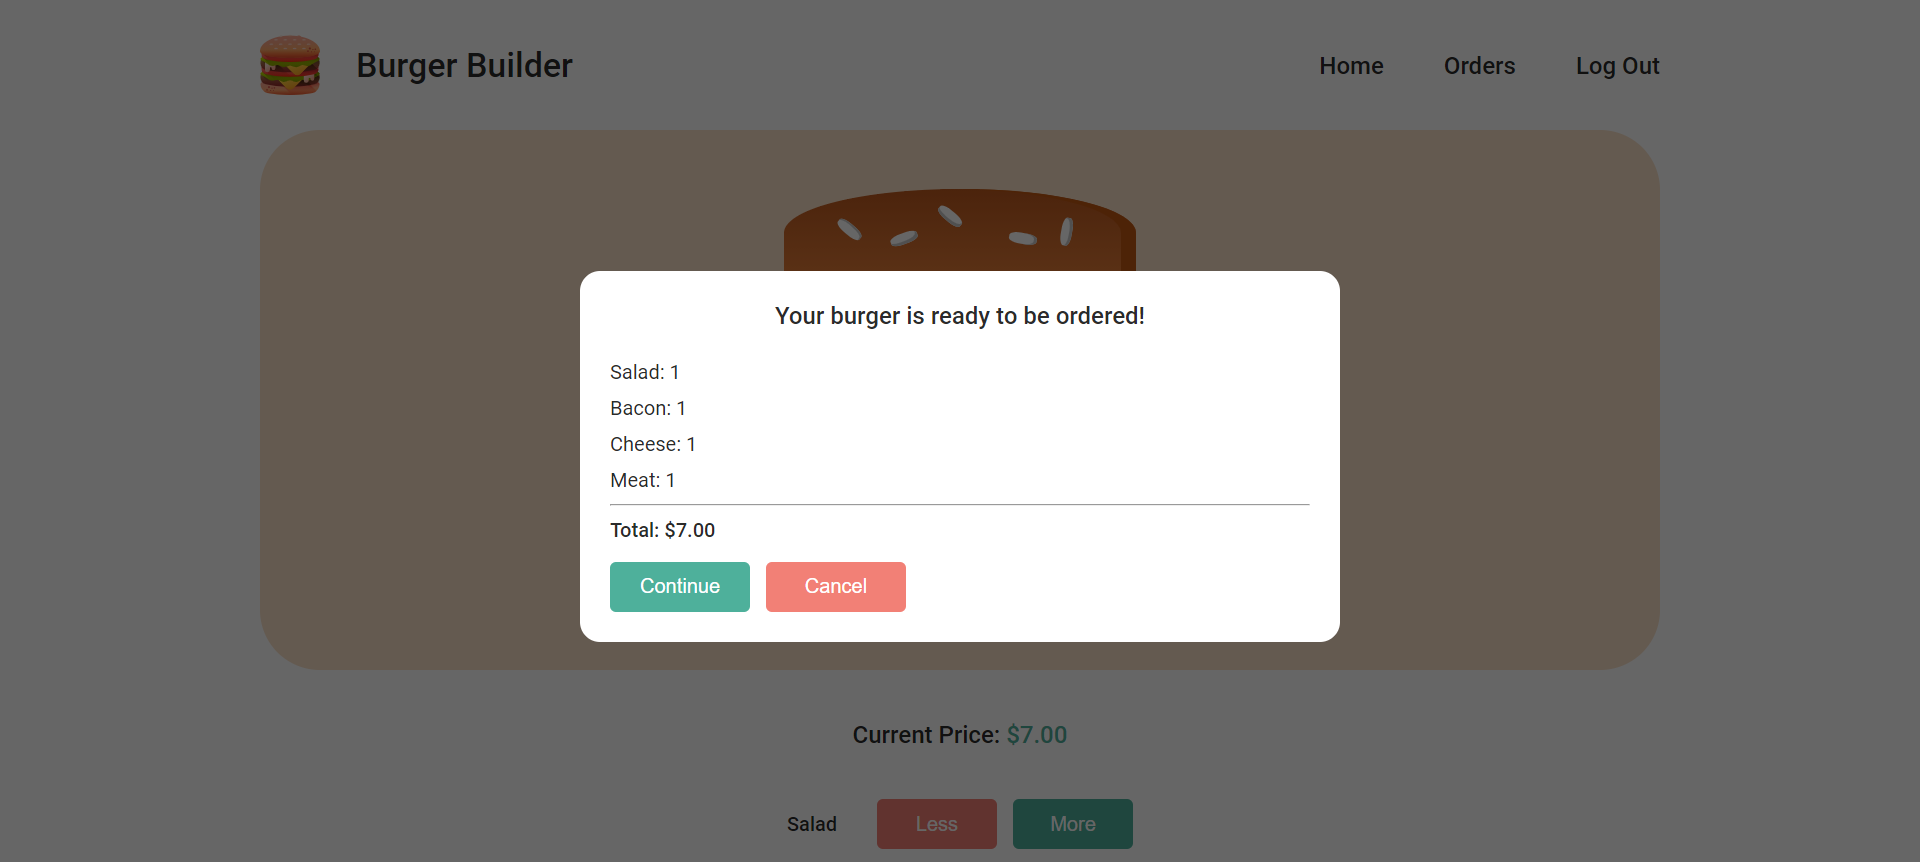 Burger Builder
Home Orders Log Out
Your burger is ready to be ordered!
Salad: 1
Bacon: 1
Cheese: 1
Meat: 1
Total: $7.00
Continue Cancel
Current Price: $7.00
Salad Less More